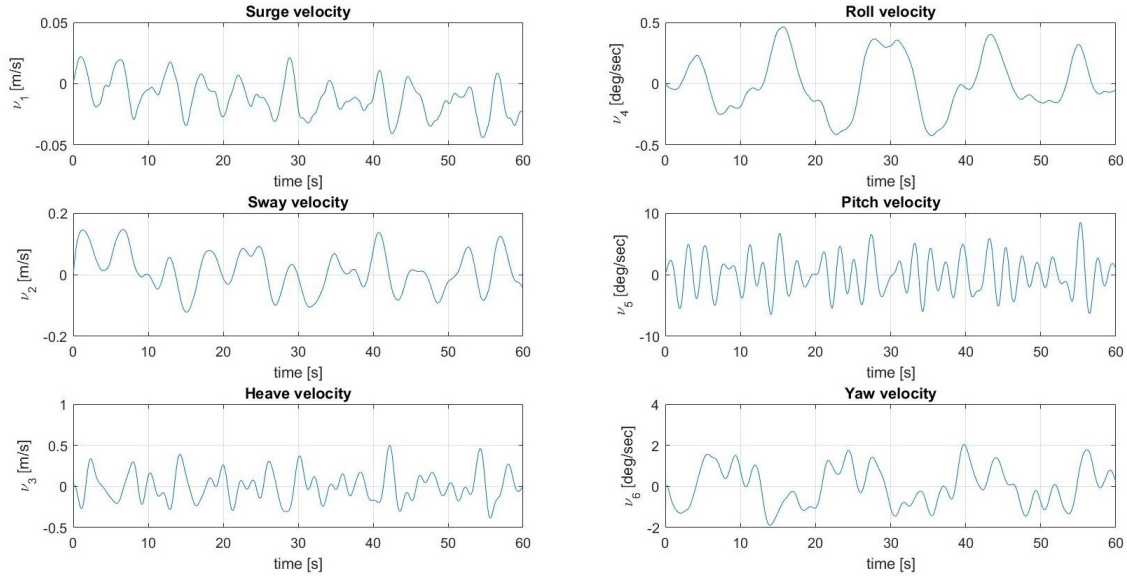 Surge velocity
0.05
0
-0.05
ν1 [m/s]
0 10 20 30 40 50 60
time [s]
Roll velocity
0.5
0
-0.5
ν4 [deg/sec]
0 10 20 30 40 50 60
time [s]
Sway velocity
0.2
0
-0.2
ν2 [m/s]
0 10 20 30 40 50 60
time [s]
Pitch velocity
10
0
-10
ν5 [deg/sec]
0 10 20 30 40 50 60
time [s]
Heave velocity
1
0.5
0
-0.5
ν3 [m/s]
0 10 20 30 40 50 60
time [s]
Yaw velocity
4
2
0
-2
ν6 [deg/sec]
0 10 20 30 40 50 60
time [s]